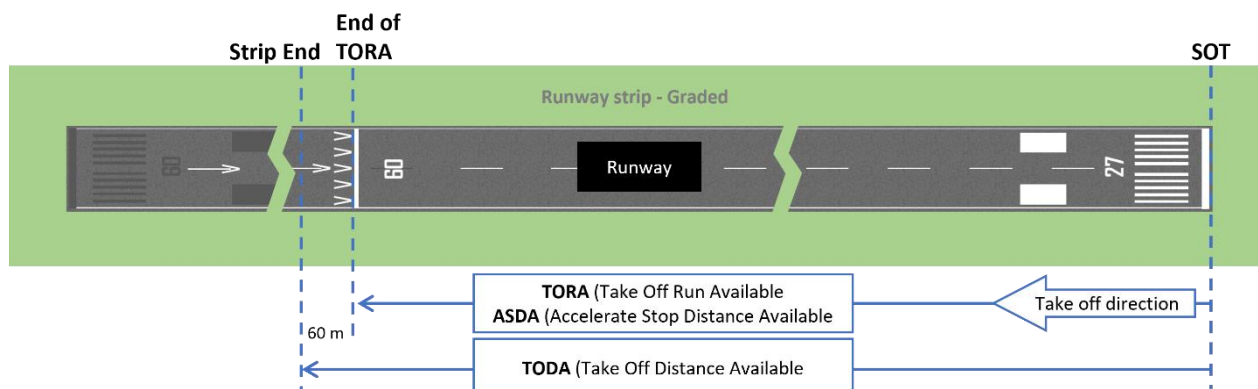 End of
Strip End TORA
SOT
Runway strip - Graded
09
09
Runway
27
TORA (Take Off Run Available
ASDA (Accelerate Stop Distance Available
Take off direction
60 m
TODA (Take Off Distance Available